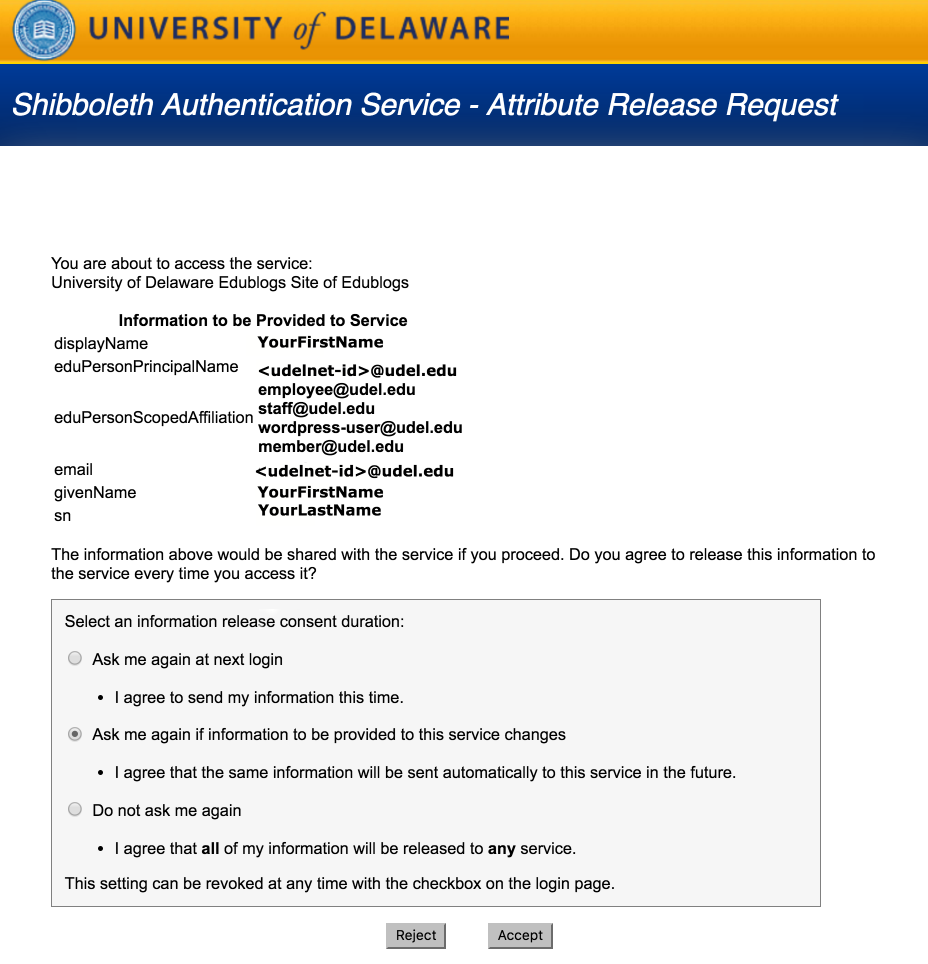 UNIVERSITY of DELAWARE
Shibboleth Authentication Service - Attribute Release Request
You are about to access the service:
University of Delaware Edublogs Site of Edublogs
Information to be Provided to Service
displayName YourFirstName
eduPersonPrincipalName <udelnet-id>@udel.edu
employee@udel.edu
staff@udel.edu
eduPersonScopedAffiliation
wordpress-user@udel.edu
member@udel.edu
email <udelnet-id>@udel.edu
givenName YourFirstName
sn YourLastName
The information above would be shared with the service if you proceed. Do you agree to release this information to
the service every time you access it?
Select an information release consent duration:
Ask me again at next login
• I agree to send my information this time.
Ask me again if information to be provided to this service changes
• I agree that the same information will be sent automatically to this service in the future.
Do not ask me again
• I agree that all of my information will be released to any service.
This setting can be revoked at any time with the checkbox on the login page.
Reject Accept